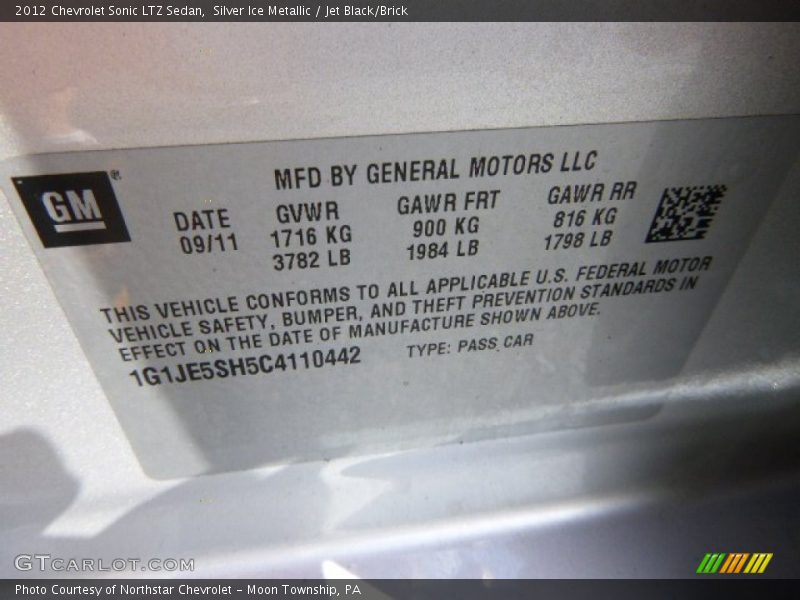 2012 Chevrolet Sonic LTZ Sedan,  Silver Ice Metallic / Jet Black/Brick
MFD BY GENERAL MOTORS LLC
GM®
DATE GVWR GAWR FRT GAWR RR
09/11 1716 KG 900 KG 816 KG
3782 LB 1984 LB 1798 LB
THIS VEHICLE CONFORMS TO ALL APPLICABLE U.S. FEDERAL MOTOR
VEHICLE SAFETY, BUMPER, AND THEFT PREVENTION STANDARDS IN
EFFECT ON THE DATE OF MANUFACTURE SHOWN ABOVE.
1G1JE5SH5C4110442 TYPE: PASS CAR
GTCARLOT.COM
Photo Courtesy of Northstar Chevrolet - Moon Township, PA